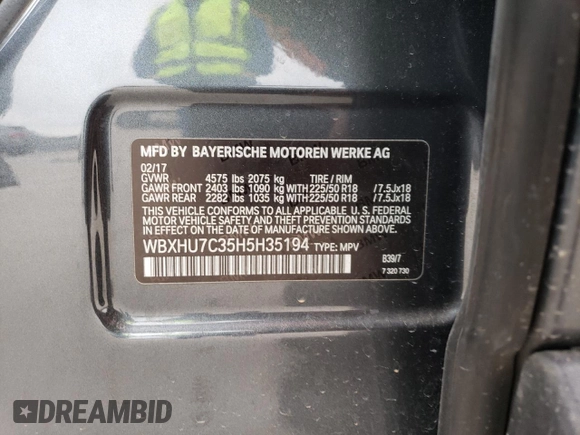 MFD BY BAYERISCHE MOTOREN WERKE AG
02/17
GVWR 4575 lbs 2075 kg TIRE / RIM
GAWR FRONT 2403 lbs 1090 kg WITH 225/50 R18 /7.5Jx18
GAWR REAR 2282 lbs 1035 kg WITH 225/50 R18 /7.5Jx18
THIS VEHICLE CONFORMS TO ALL APPLICABLE U.S. FEDERAL
MOTOR VEHICLE SAFETY, BUMPER, AND THEFT PREVENTION STANDARDS
IN EFFECT ON THE DATE OF MANUFACTURE SHOWN ABOVE.
WBXHU7C35H5H35194 TYPE: MPV
B39/7
7 320 730
DREAMBID